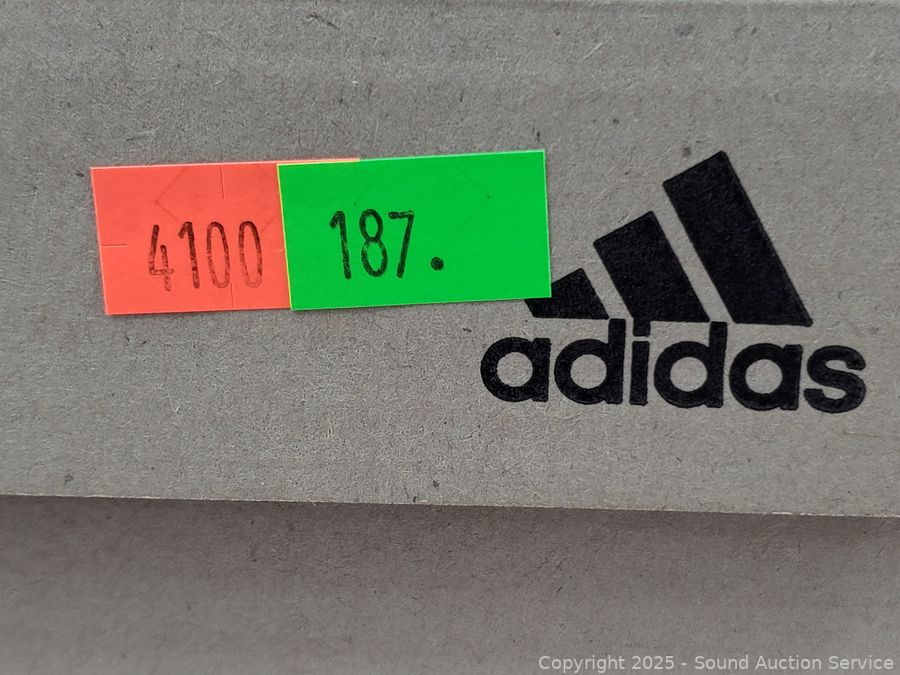 4100
187.
adidas
Copyright 2025 - Sound Auction Service